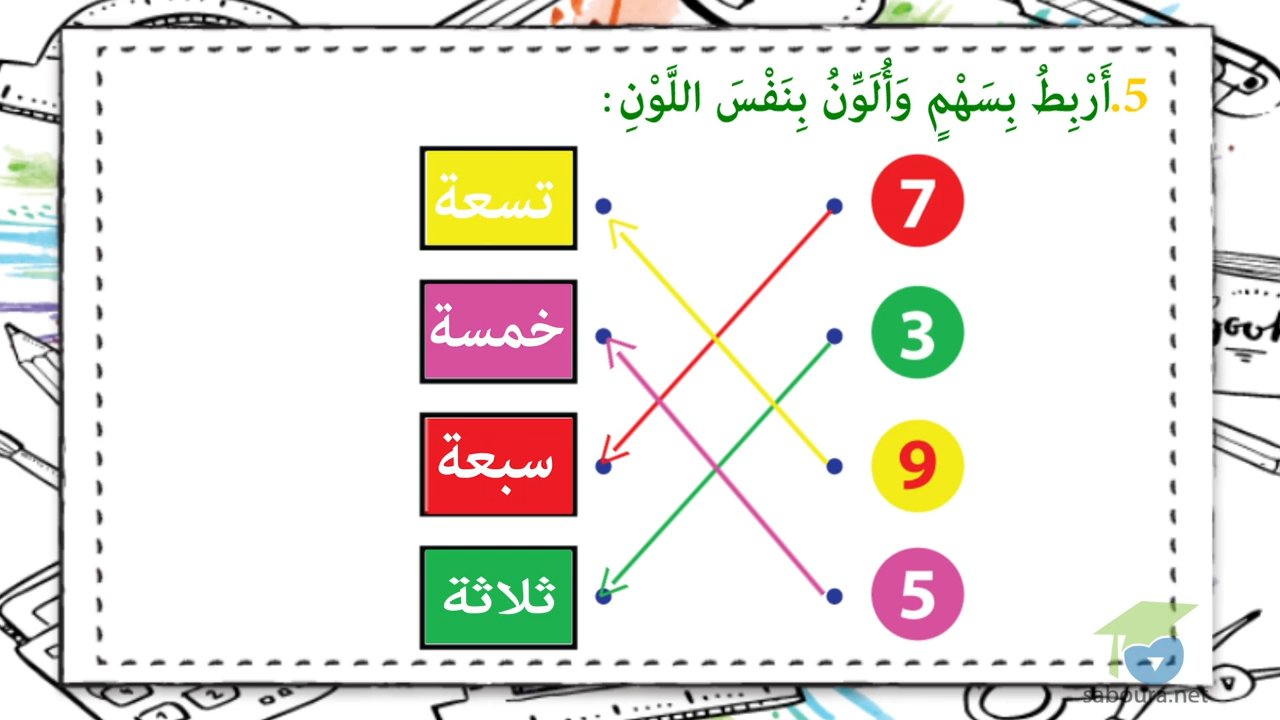 5. أَرْبِطُ بِسَهْمٍ وَأُلَوِّنُ بِنَفْسَ اللَّوْنِ :
7
تسعة
3
خمسة
9
سبعة
5
ثلاثة
saboura.net